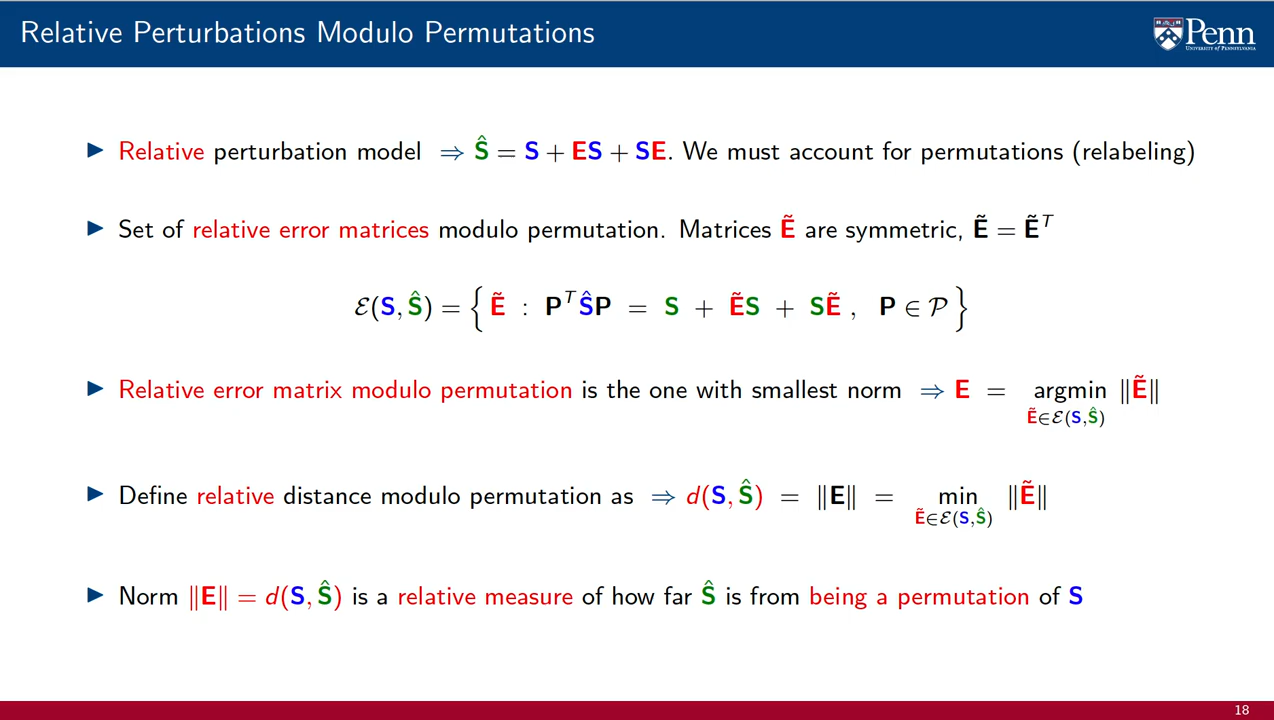 Relative Perturbations Modulo Permutations
Penn
UNIVERSITY of PENNSYLVANIA
▶ Relative perturbation model ⇒ Ŝ = S + ES + SE. We must account for permutations (relabeling)
▶ Set of relative error matrices modulo permutation. Matrices Ẽ are symmetric, Ẽ = Ẽᵀ
ℰ(S, Ŝ) = { Ẽ : PᵀŜP = S + ẼS + SẼ , P ∈ 𝒫 }
▶ Relative error matrix modulo permutation is the one with smallest norm ⇒ E = argmin ‖Ẽ‖
Ẽ∈ℰ(S,Ŝ)
▶ Define relative distance modulo permutation as ⇒ d(S, Ŝ) = ‖E‖ = min ‖Ẽ‖
Ẽ∈ℰ(S,Ŝ)
▶ Norm ‖E‖ = d(S, Ŝ) is a relative measure of how far Ŝ is from being a permutation of S
18